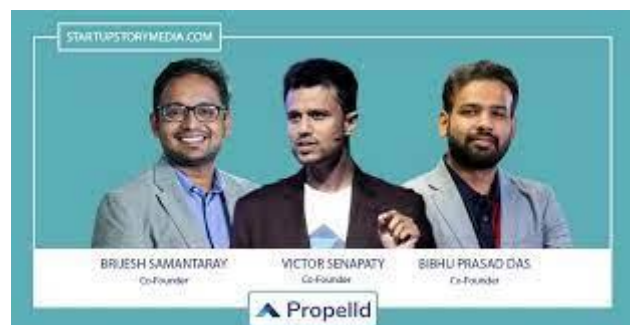 STARTUPSTORYMEDIA.COM
BRIJESH SAMANTARAY
Co-Founder
VICTOR SENAPATY
Co-Founder
BIBHU PRASAD DAS
Co-Founder
Propelld